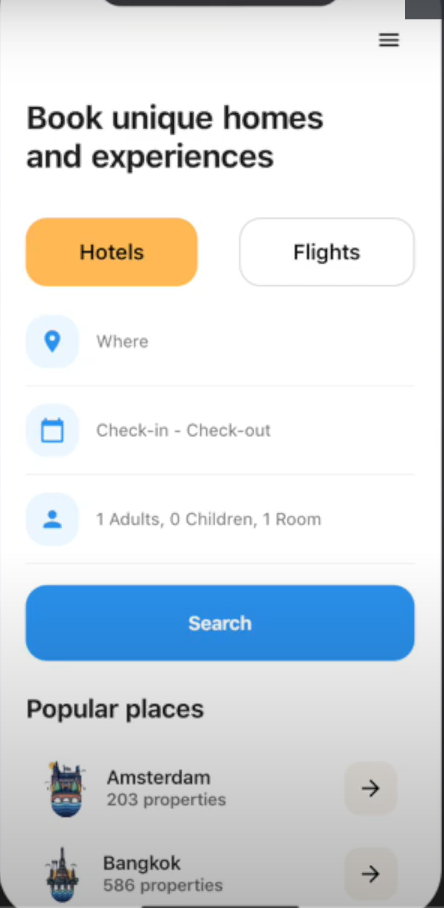 Book unique homes
and experiences
Hotels
Flights
Where
Check-in - Check-out
1 Adults, 0 Children, 1 Room
Search
Popular places
Amsterdam
203 properties
Bangkok
586 properties